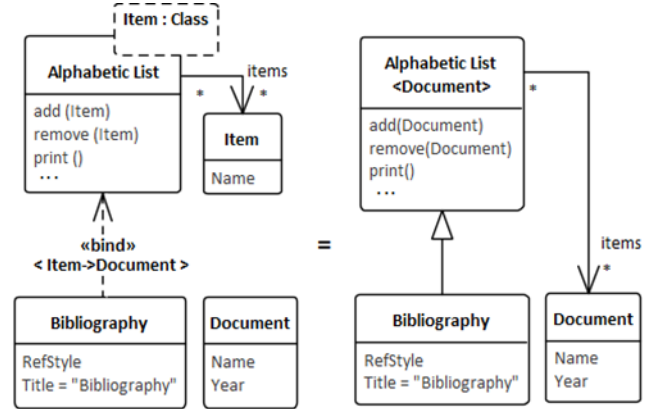 Item : Class
Alphabetic List
add (Item)
remove (Item)
print ()
...
items
*
*
Item
Name
«bind»
< Item->Document >
Bibliography
RefStyle
Title = "Bibliography"
Document
Name
Year
=
Alphabetic List
<Document>
add(Document)
remove(Document)
print()
...
*
items
*
Bibliography
RefStyle
Title = "Bibliography"
Document
Name
Year